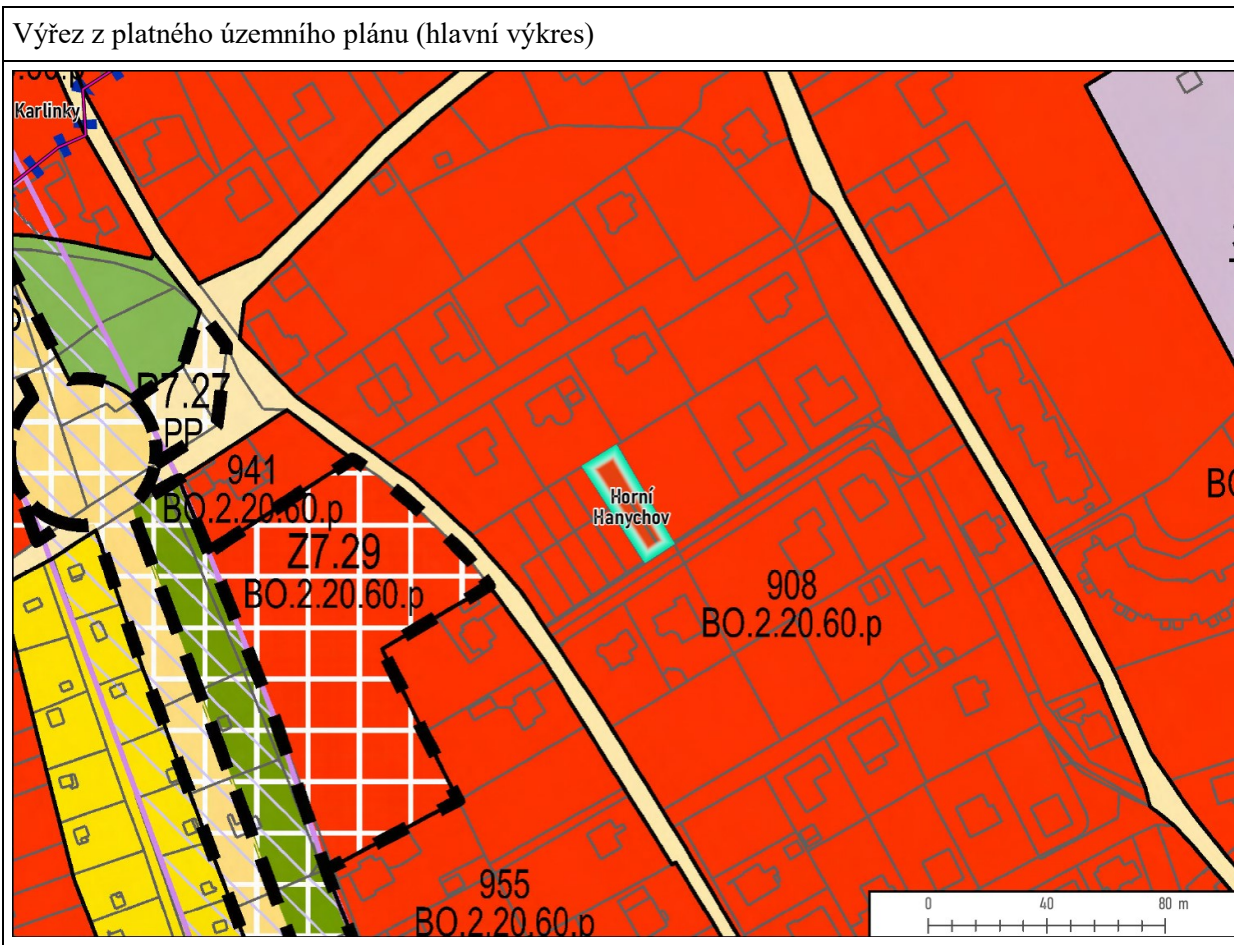 Výřez z platného územního plánu (hlavní výkres)
Karlinky
P7.27
PP
941
BO.2.20.60.p
Z7.29
BO.2.20.60.p
Horní
Hanychov
908
BO.2.20.60.p
955
BO.2.20.60.p
0 40 80 m